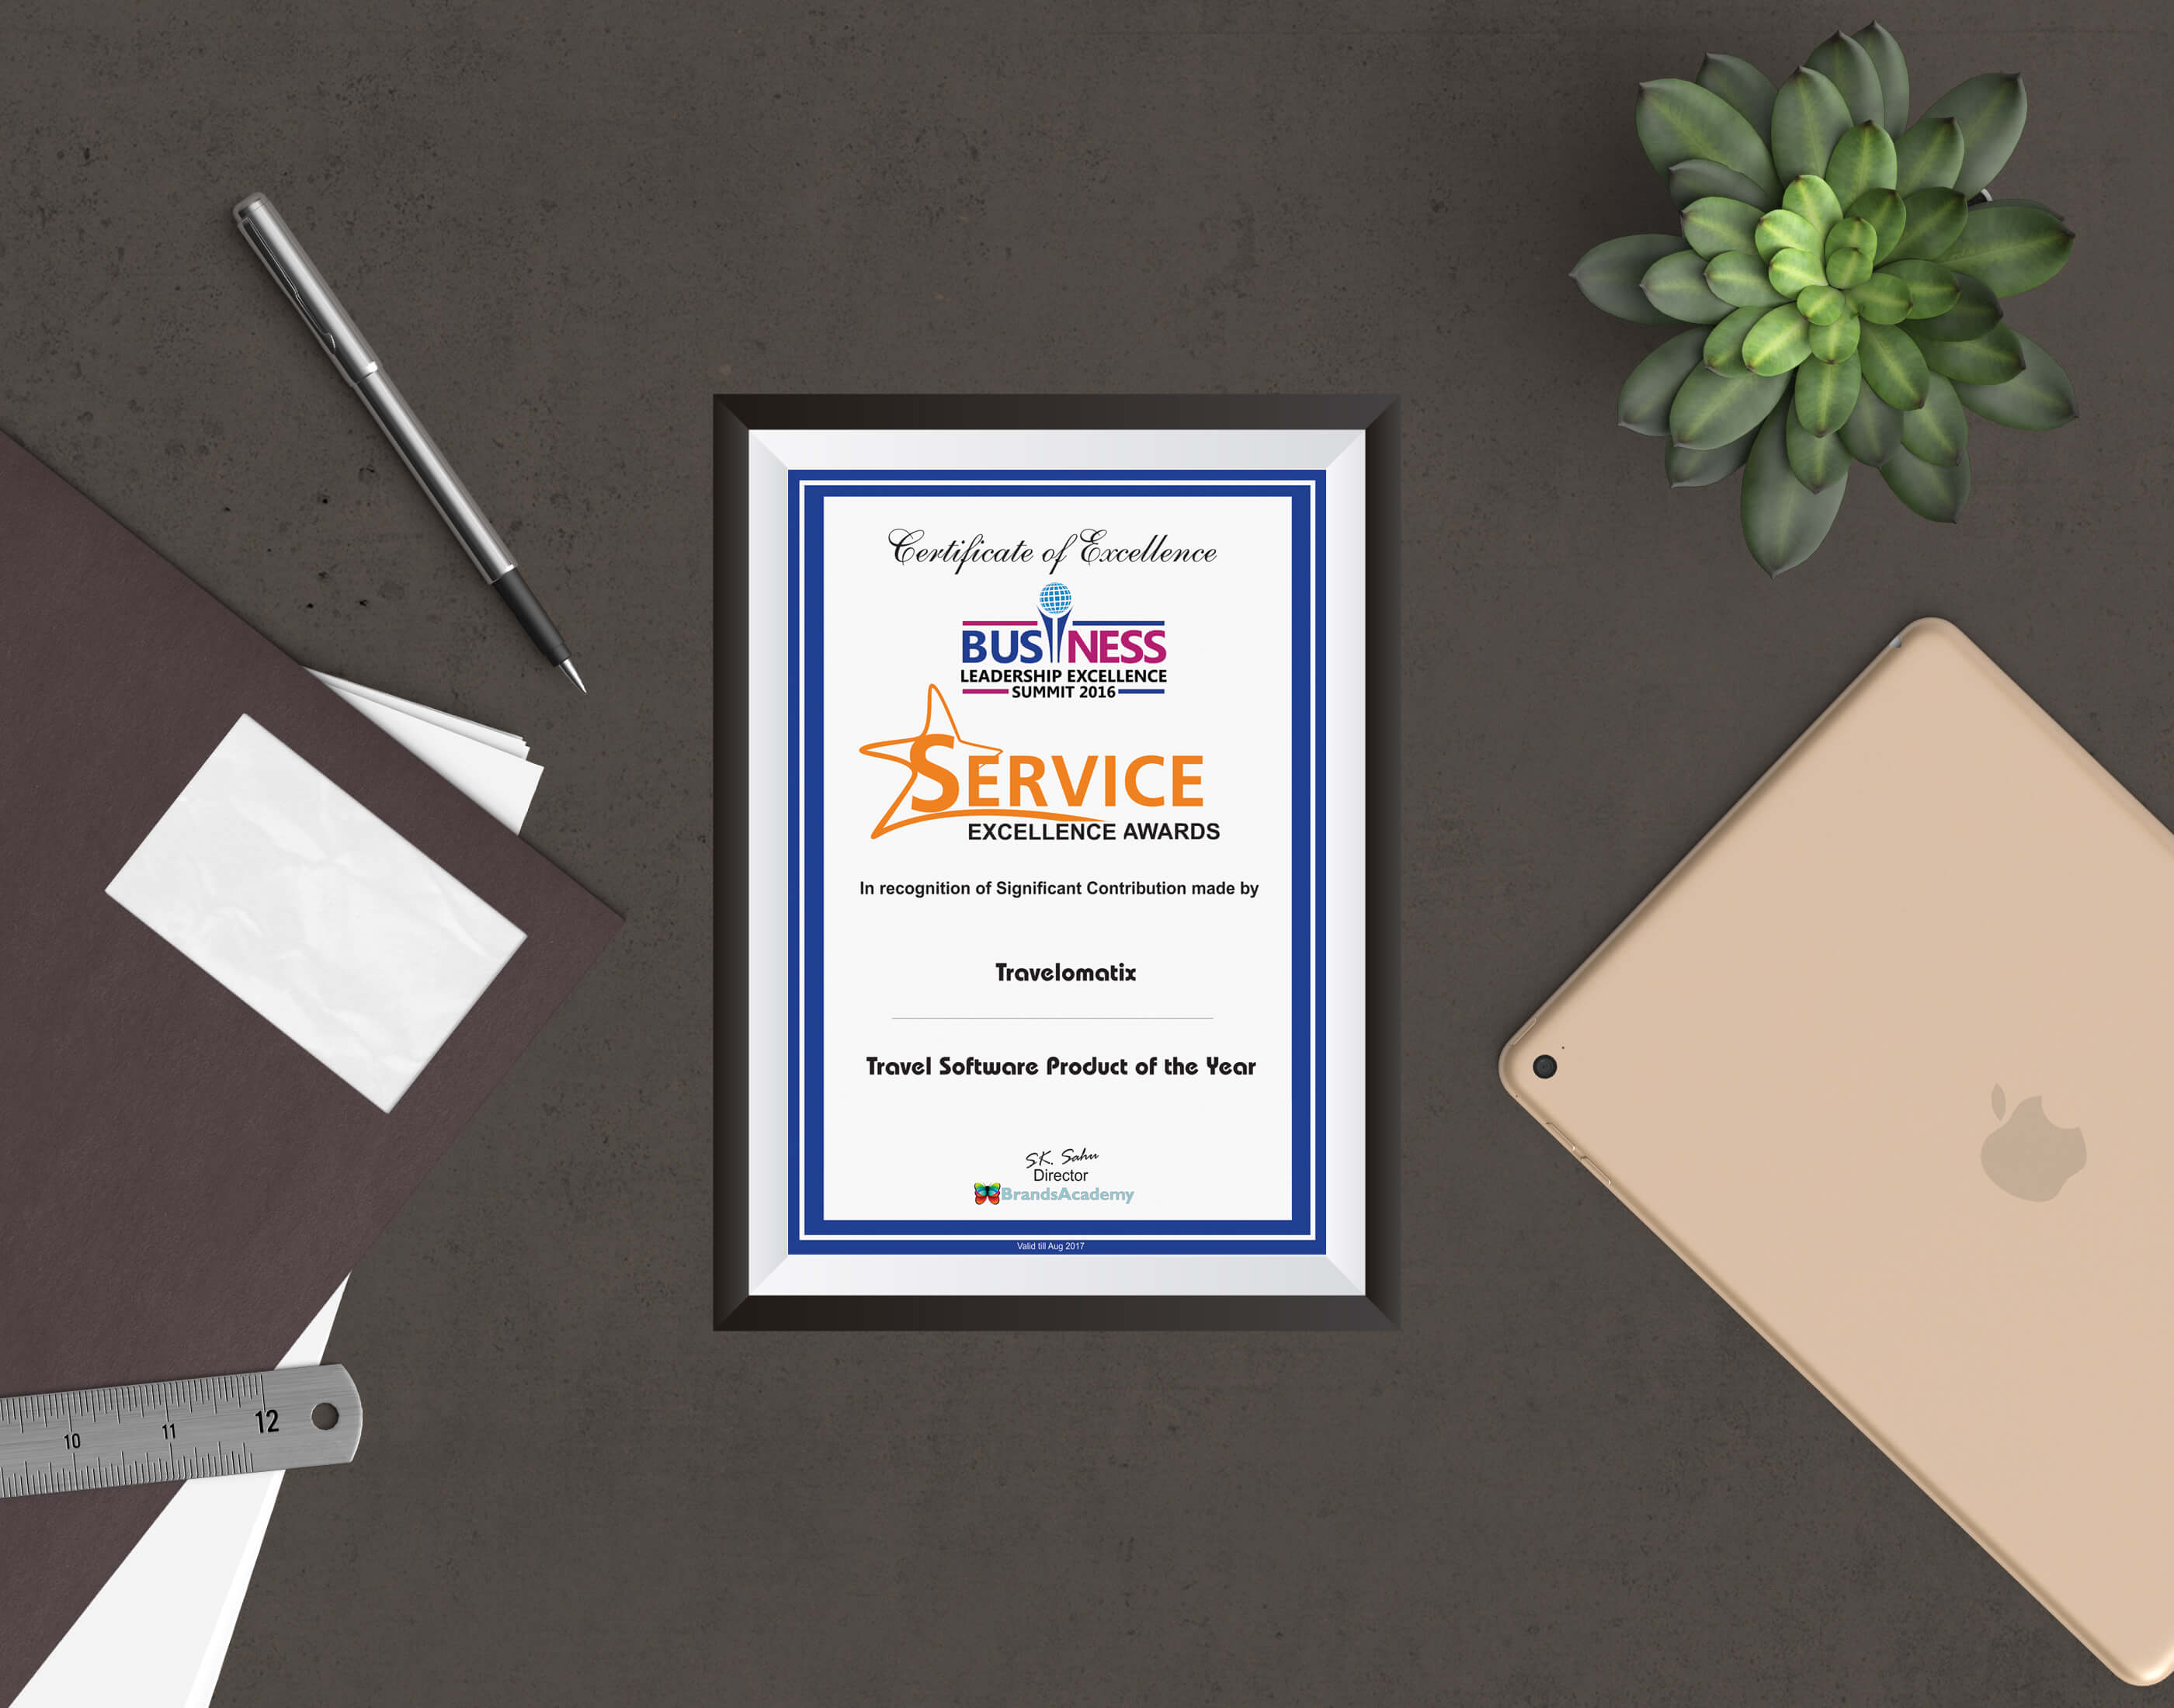 Certificate of Excellence
BUSINESS
LEADERSHIP EXCELLENCE
SUMMIT 2016
SERVICE
EXCELLENCE AWARDS
In recognition of Significant Contribution made by
Travelomatix
Travel Software Product of the Year
S.K. Sahu
Director
BrandsAcademy
Valid till Aug 2017
10 11 12